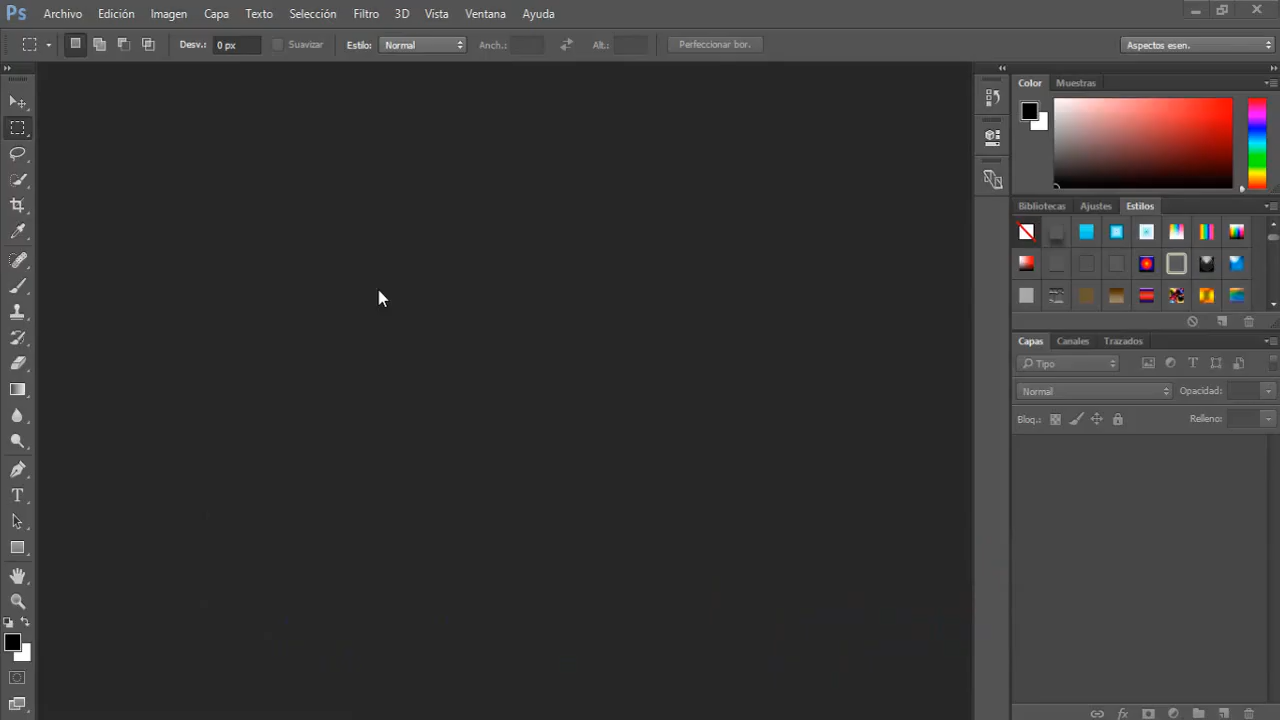 Ps Archivo Edición Imagen Capa Texto Selección Filtro 3D Vista Ventana Ayuda
Desv.: 0 px Suavizar Estilo: Normal Anch.: Alt.: Perfeccionar bor. Aspectos esen.
Color Muestras
Bibliotecas Ajustes Estilos
Capas Canales Trazados
Tipo T
Normal Opacidad:
Bloq.: Relleno:
T
fx